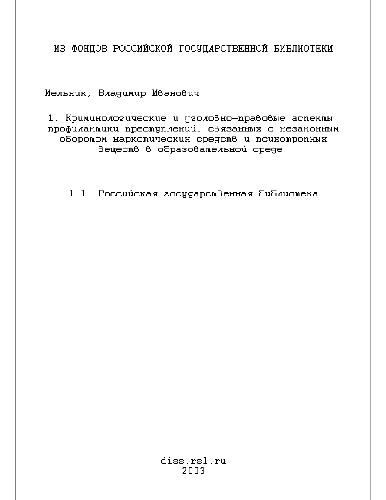 ИЗ ФОНДОВ РОССИЙСКОЙ ГОСУДАРСТВЕННОЙ БИБЛИОТЕКИ
Мельник, Владимир Иванович
1. Криминологические и уголовно-правовые аспекты
профилактики преступлений, связанных с незаконным
оборотом наркотических средств и психотропных
веществ в образовательной среде
1.1. Российская государственная библиотека
diss.rsl.ru
2003